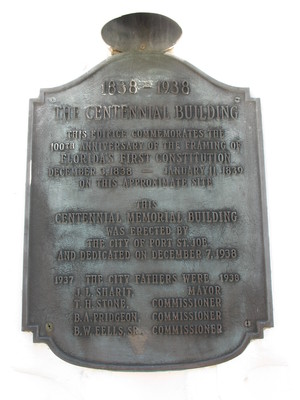 1838 – 1938
THE CENTENNIAL BUILDING
THIS EDIFICE COMMEMORATES THE
100TH ANNIVERSARY OF THE FRAMING OF
FLORIDA'S FIRST CONSTITUTION
DECEMBER 3, 1838 — JANUARY 11, 1839
ON THIS APPROXIMATE SITE
THIS
CENTENNIAL MEMORIAL BUILDING
WAS ERECTED BY
THE CITY OF PORT ST. JOE
AND DEDICATED ON DECEMBER 7, 1938
1937 THE CITY FATHERS WERE 1938
J. L. SHARIT, MAYOR
T. H. STONE, COMMISSIONER
B. A. PRIDGEON, COMMISSIONER
B. W. EELLS, SR., COMMISSIONER